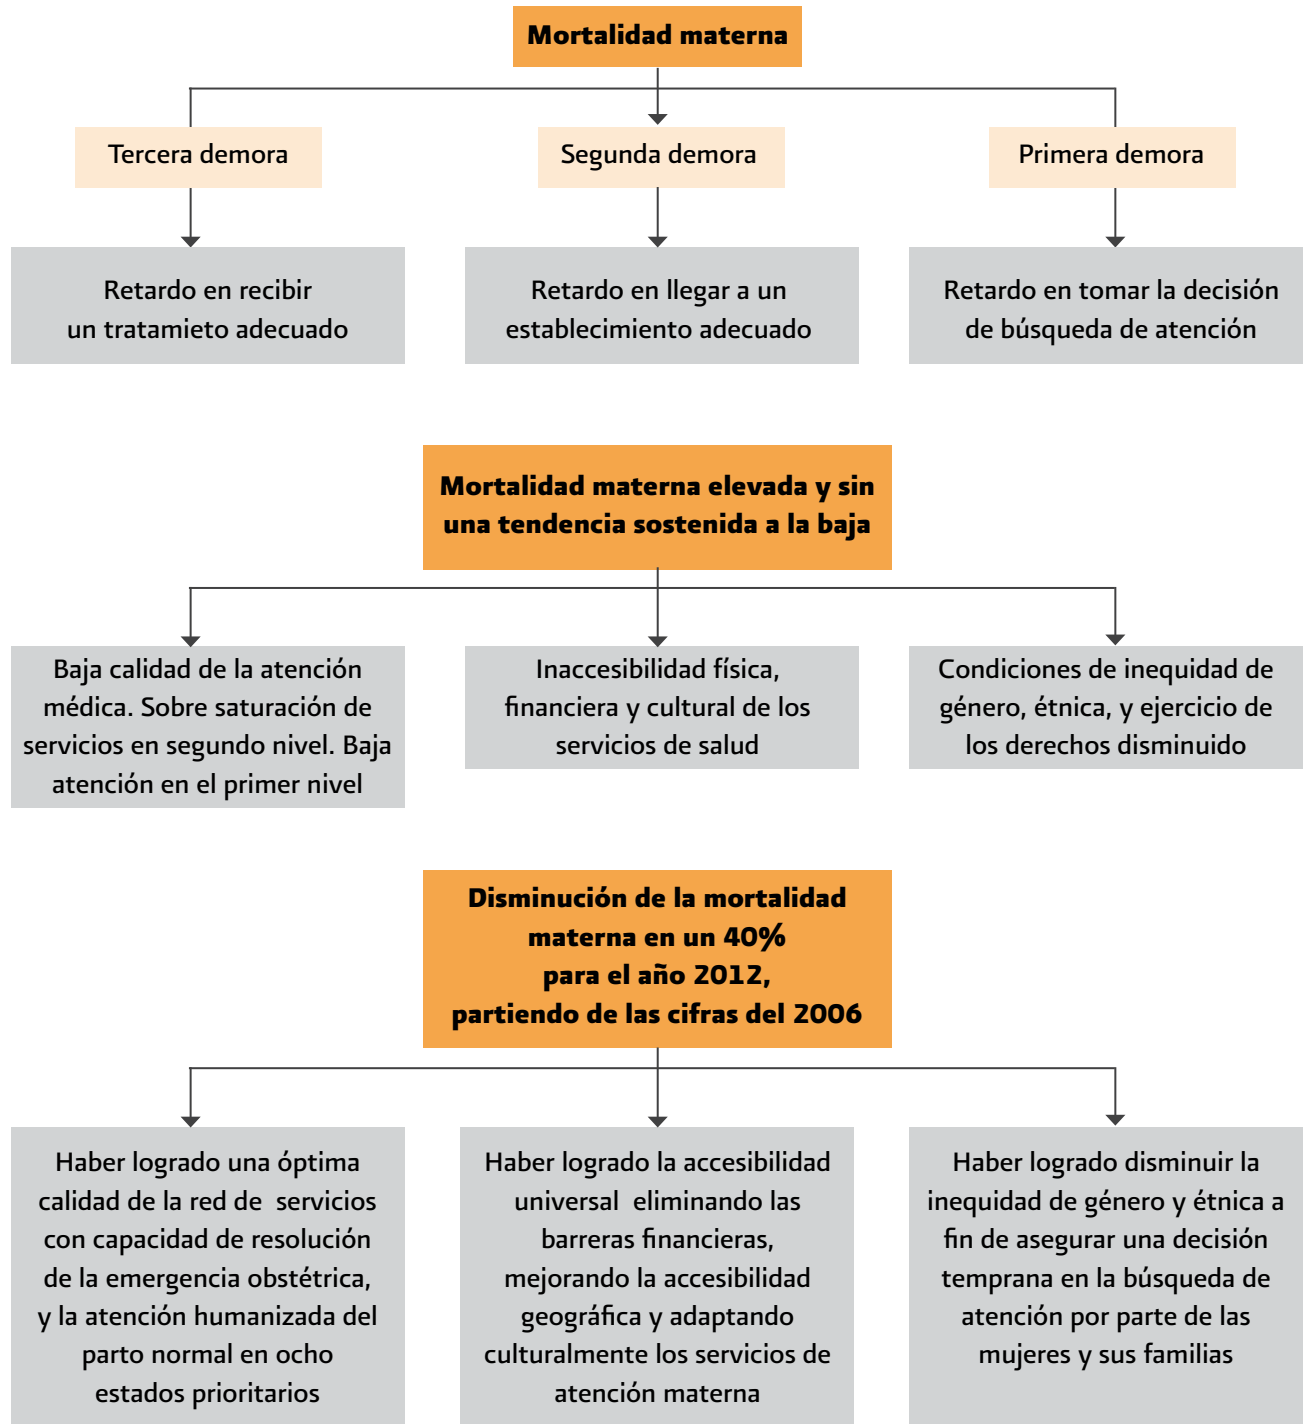 Mortalidad materna
Tercera demora
Segunda demora
Primera demora
Retardo en recibir
un tratamieto adecuado
Retardo en llegar a un
establecimiento adecuado
Retardo en tomar la decisión
de búsqueda de atención
Mortalidad materna elevada y sin
una tendencia sostenida a la baja
Baja calidad de la atención
médica. Sobre saturación de
servicios en segundo nivel. Baja
atención en el primer nivel
Inaccesibilidad física,
financiera y cultural de los
servicios de salud
Condiciones de inequidad de
género, étnica, y ejercicio de
los derechos disminuido
Disminución de la mortalidad
materna en un 40%
para el año 2012,
partiendo de las cifras del 2006
Haber logrado una óptima
calidad de la red de servicios
con capacidad de resolución
de la emergencia obstétrica,
y la atención humanizada del
parto normal en ocho
estados prioritarios
Haber logrado la accesibilidad
universal eliminando las
barreras financieras,
mejorando la accesibilidad
geográfica y adaptando
culturalmente los servicios de
atención materna
Haber logrado disminuir la
inequidad de género y étnica a
fin de asegurar una decisión
temprana en la búsqueda de
atención por parte de las
mujeres y sus familias